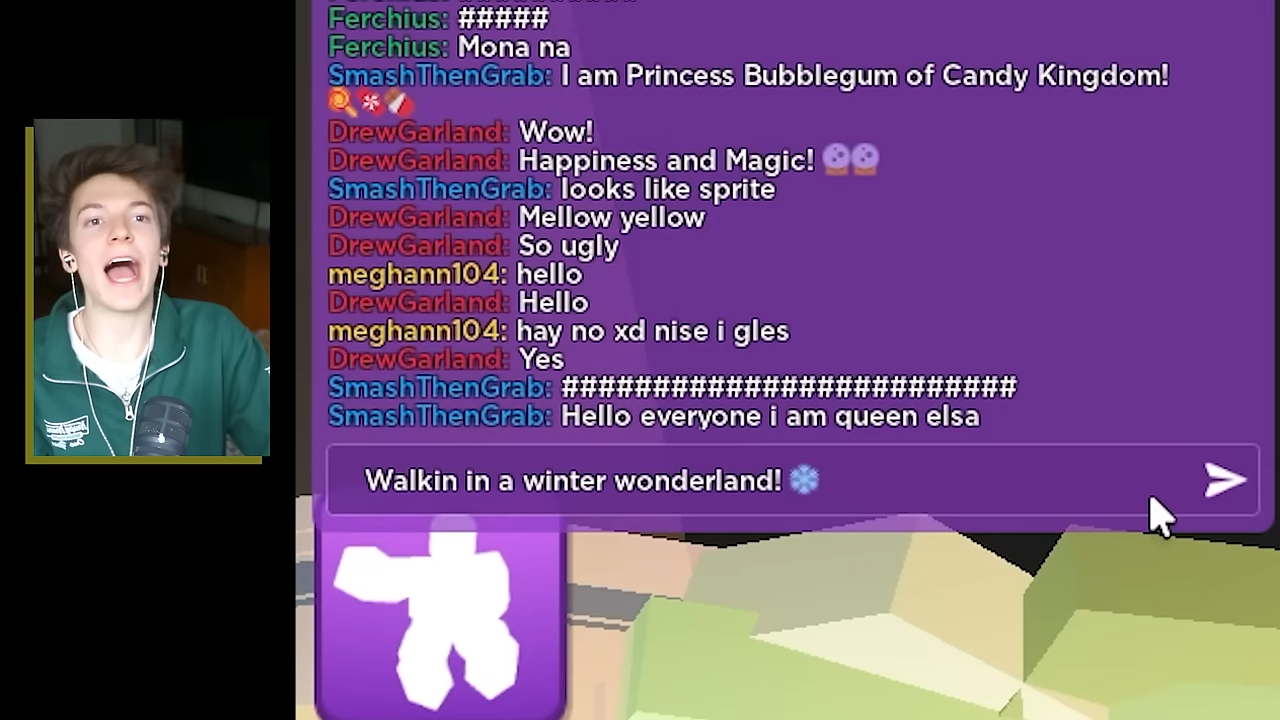 Ferchius: #####
Ferchius: Mona na
SmashThenGrab: I am Princess Bubblegum of Candy Kingdom!
🍭🍬🍫
DrewGarland: Wow!
DrewGarland: Happiness and Magic! 🔮🔮
SmashThenGrab: looks like sprite
DrewGarland: Mellow yellow
DrewGarland: So ugly
meghann104: hello
DrewGarland: Hello
meghann104: hay no xd nise i gles
DrewGarland: Yes
SmashThenGrab: #########################
SmashThenGrab: Hello everyone i am queen elsa
Walkin in a winter wonderland! ❄️